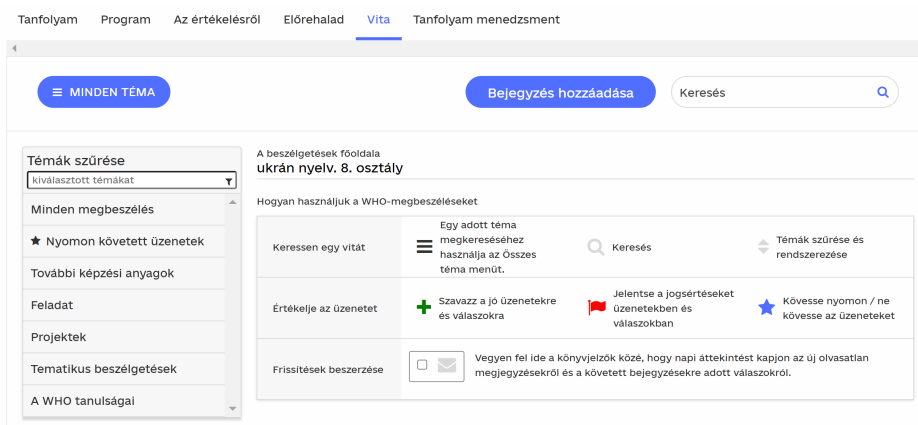 Tanfolyam Program Az értékelésről Előrehalad Vita Tanfolyam menedzsment
MINDEN TÉMA
Bejegyzés hozzáadása
Keresés
Témák szűrése
kiválasztott témákat
Minden megbeszélés
Nyomon követett üzenetek
További képzési anyagok
Feladat
Projektek
Tematikus beszélgetések
A WHO tanulságai
A beszélgetések főoldala
ukrán nyelv. 8. osztály
Hogyan használjuk a WHO-megbeszéléseket
Keressen egy vitát
Egy adott téma
megkereséséhez
használja az Összes
téma menüt.
Keresés
Témák szűrése és
rendszerezése
Értékelje az üzenetet
Szavazz a jó üzenetekre
és válaszokra
Jelentse a jogsértéseket
üzenetekben és
válaszokban
Kövesse nyomon / ne
kövesse az üzeneteket
Frissítések beszerzése
Vegyen fel ide a könyvjelzők közé, hogy napi áttekintést kapjon az új olvasatlan
megjegyzésekről és a követett bejegyzésekre adott válaszokról.